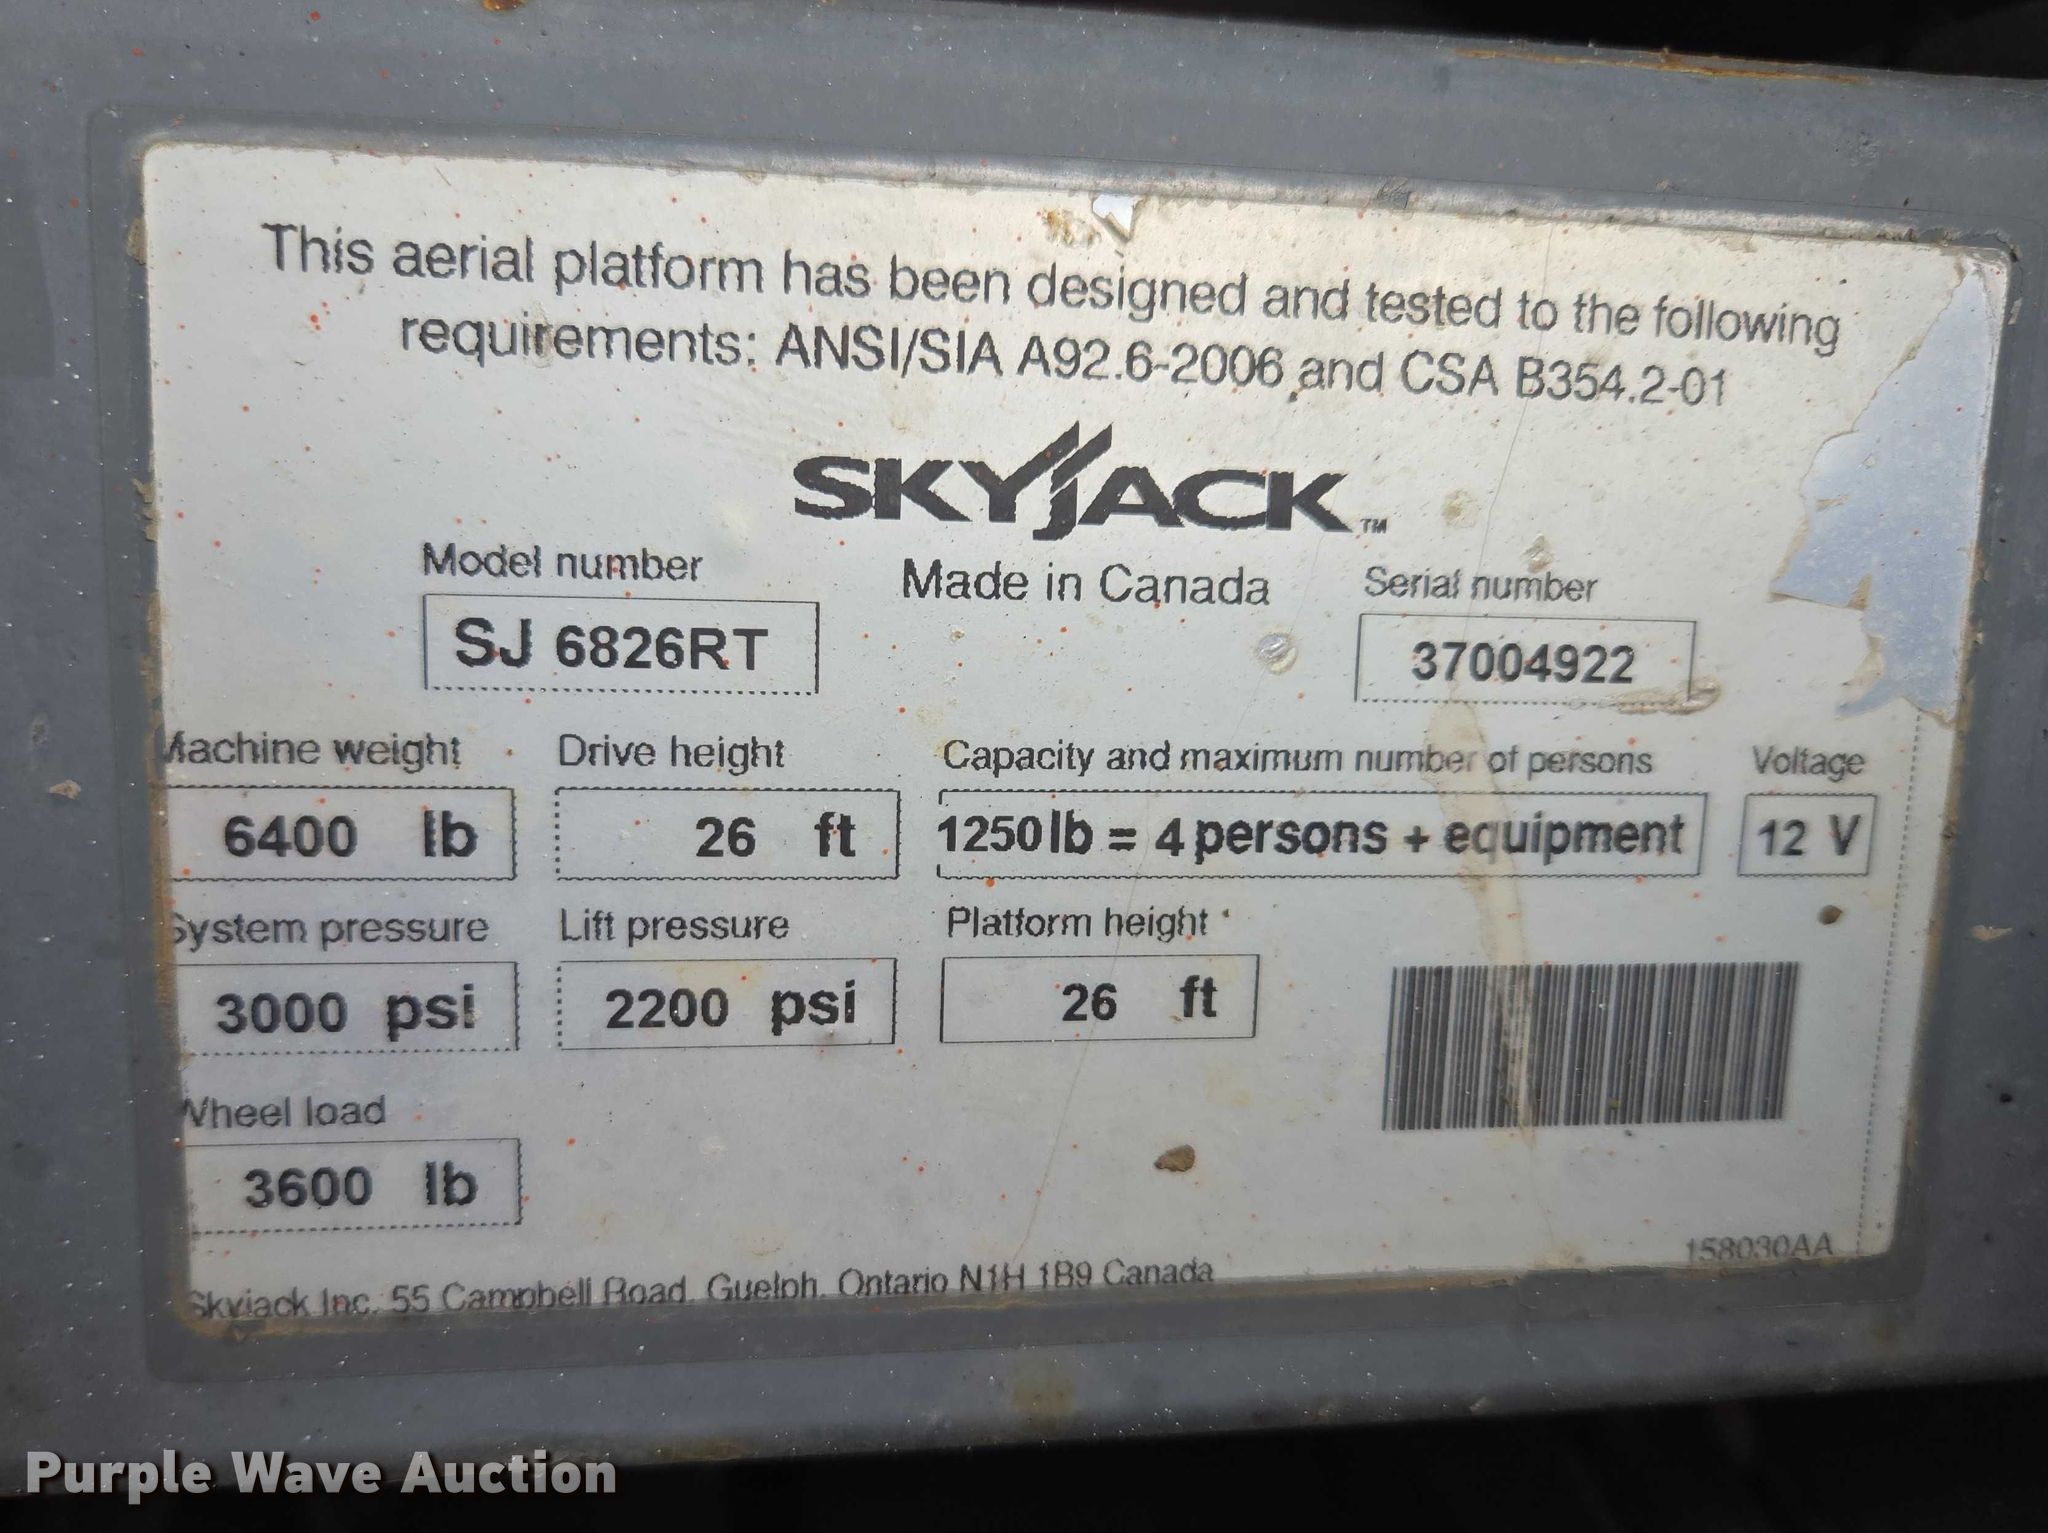 This aerial platform has been designed and tested to the following
requirements: ANSI/SIA A92.6-2006 and CSA B354.2-01
SKYJACK™
Made in Canada
Model number
SJ 6826RT
Serial number
37004922
Machine weight
6400 lb
Drive height
26 ft
Capacity and maximum number of persons
1250 lb = 4 persons + equipment
Voltage
12 V
System pressure
3000 psi
Lift pressure
2200 psi
Platform height
26 ft
Wheel load
3600 lb
158030AA
Skyjack Inc. 55 Campbell Road, Guelph, Ontario N1H 1B9 Canada
Purple Wave Auction